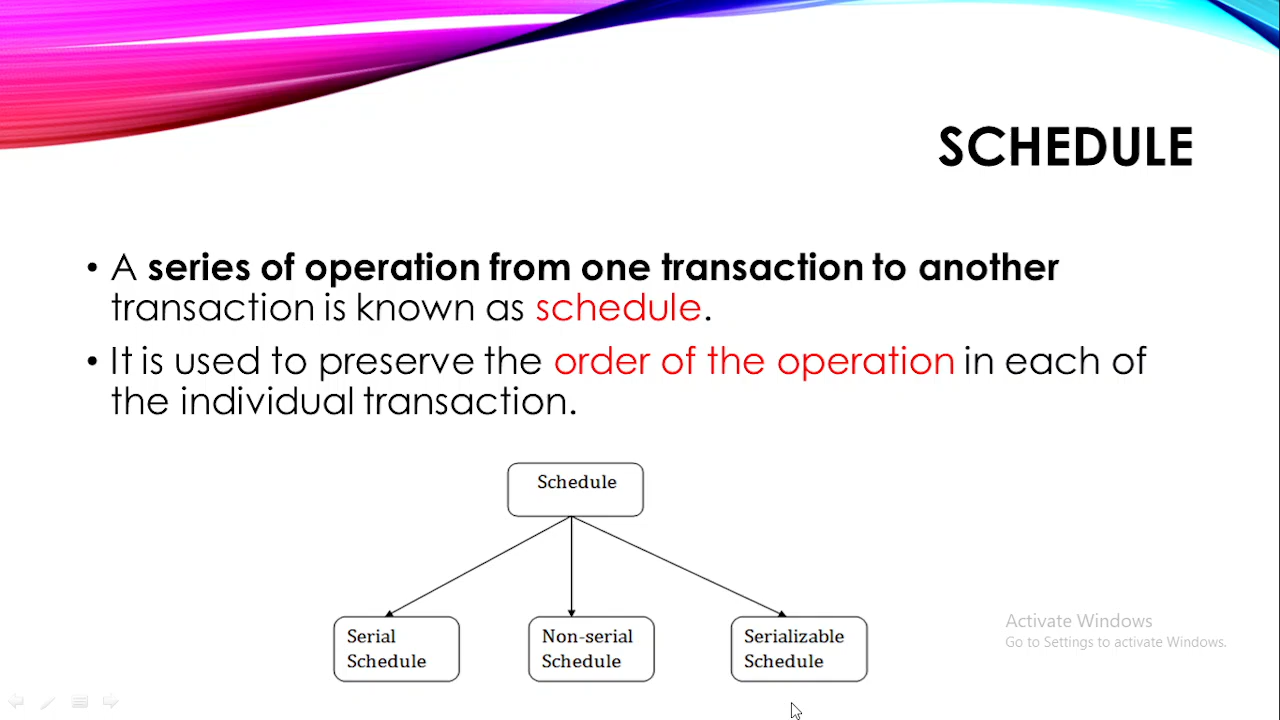 SCHEDULE
• A series of operation from one transaction to another
transaction is known as schedule.
• It is used to preserve the order of the operation in each of
the individual transaction.
Schedule
Serial
Schedule
Non-serial
Schedule
Serializable
Schedule
Activate Windows
Go to Settings to activate Windows.